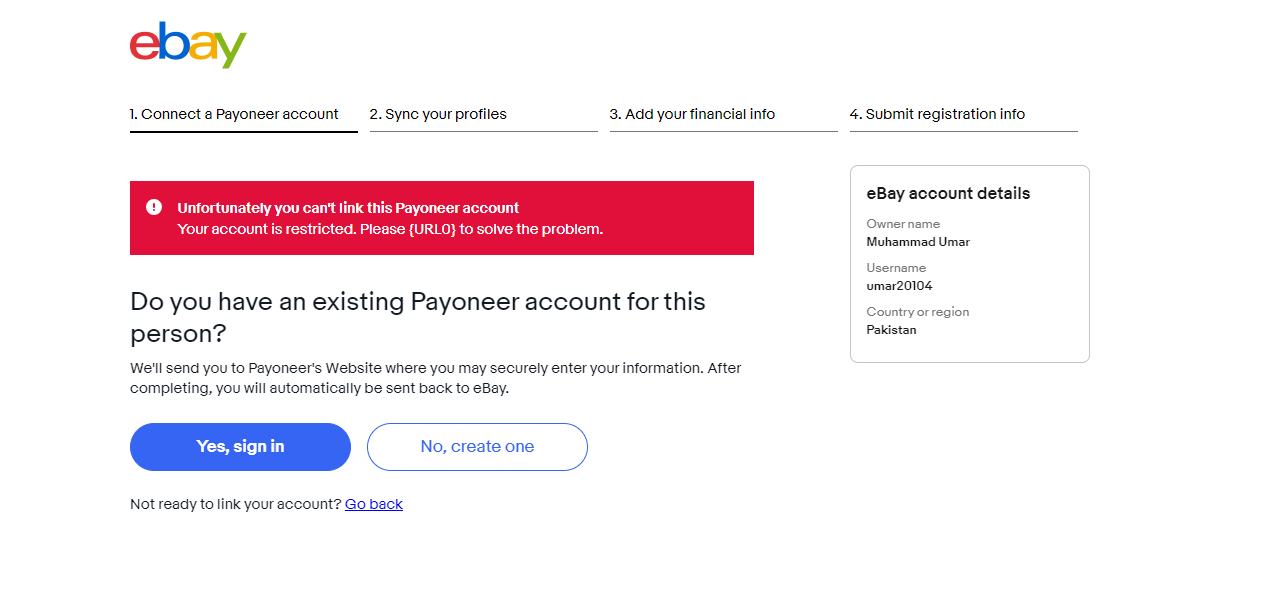 ebay
1. Connect a Payoneer account
2. Sync your profiles
3. Add your financial info
4. Submit registration info
Unfortunately you can't link this Payoneer account
Your account is restricted. Please {URL0} to solve the problem.
Do you have an existing Payoneer account for this
person?
We'll send you to Payoneer's Website where you may securely enter your information. After
completing, you will automatically be sent back to eBay.
Yes, sign in
No, create one
Not ready to link your account? Go back
eBay account details
Owner name
Muhammad Umar
Username
umar20104
Country or region
Pakistan